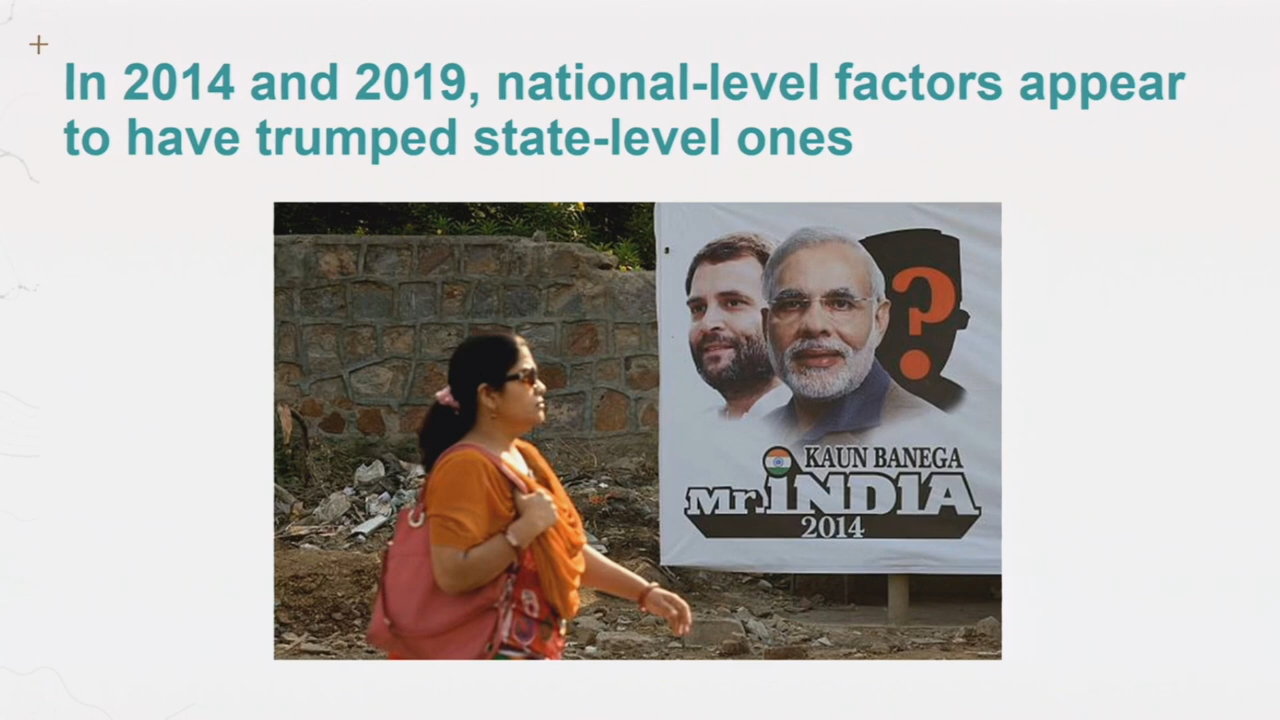 +
In 2014 and 2019, national-level factors appear
to have trumped state-level ones
?
KAUN BANEGA
Mr. INDIA
2014